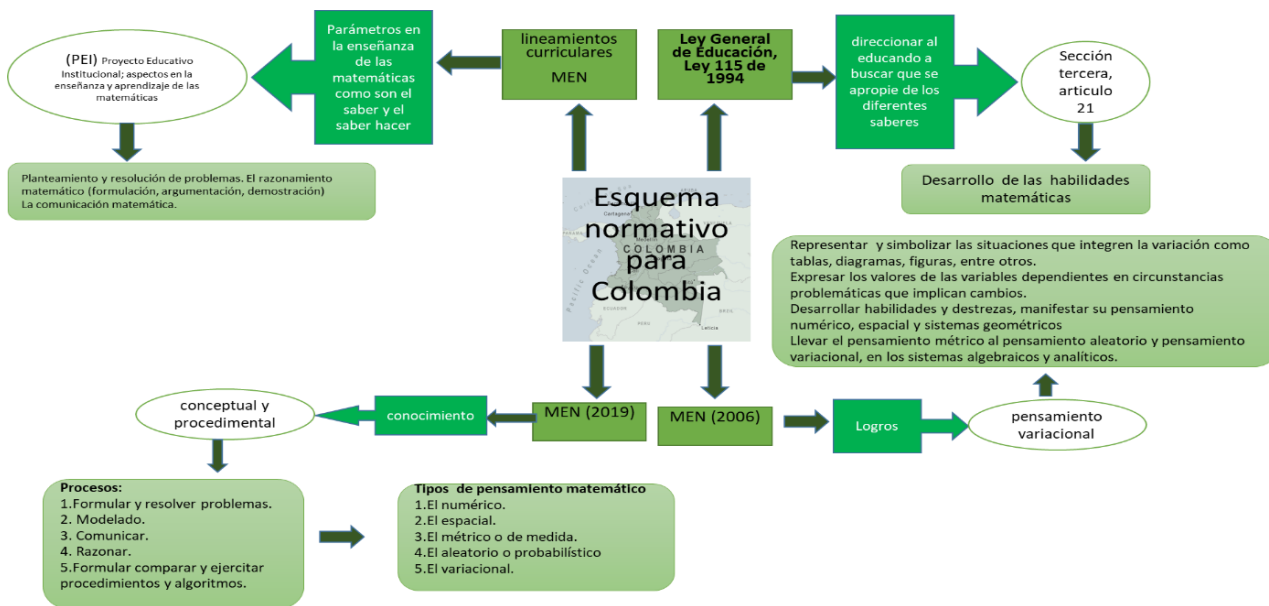 (PEI) Proyecto Educativo
Institucional; aspectos en la
enseñanza y aprendizaje de las
matemáticas
Parámetros en
la enseñanza
de las
matemáticas
como son el
saber y el
saber hacer
lineamientos
curriculares
MEN
Ley General
de Educación,
Ley 115 de
1994
direccionar al
educando a
buscar que se
apropie de los
diferentes
saberes
Sección
tercera,
articulo
21
Planteamiento y resolución de problemas. El razonamiento
matemático (formulación, argumentación, demostración)
La comunicación matemática.
Desarrollo de las habilidades
matemáticas
Esquema
normativo
para
Colombia
Cartagena
COLOMBIA
Pacific Ocean
ECUADOR
PERU
Leticia
Representar y simbolizar las situaciones que integren la variación como
tablas, diagramas, figuras, entre otros.
Expresar los valores de las variables dependientes en circunstancias
problemáticas que implican cambios.
Desarrollar habilidades y destrezas, manifestar su pensamiento
numérico, espacial y sistemas geométricos
Llevar el pensamiento métrico al pensamiento aleatorio y pensamiento
variacional, en los sistemas algebraicos y analíticos.
conceptual y
procedimental
conocimiento
MEN (2019)
MEN (2006)
Logros
pensamiento
variacional
Procesos:
1.Formular y resolver problemas.
2. Modelado.
3. Comunicar.
4. Razonar.
5.Formular comparar y ejercitar
procedimientos y algoritmos.
Tipos de pensamiento matemático
1.El numérico.
2.El espacial.
3.El métrico o de medida.
4.El aleatorio o probabilístico
5.El variacional.